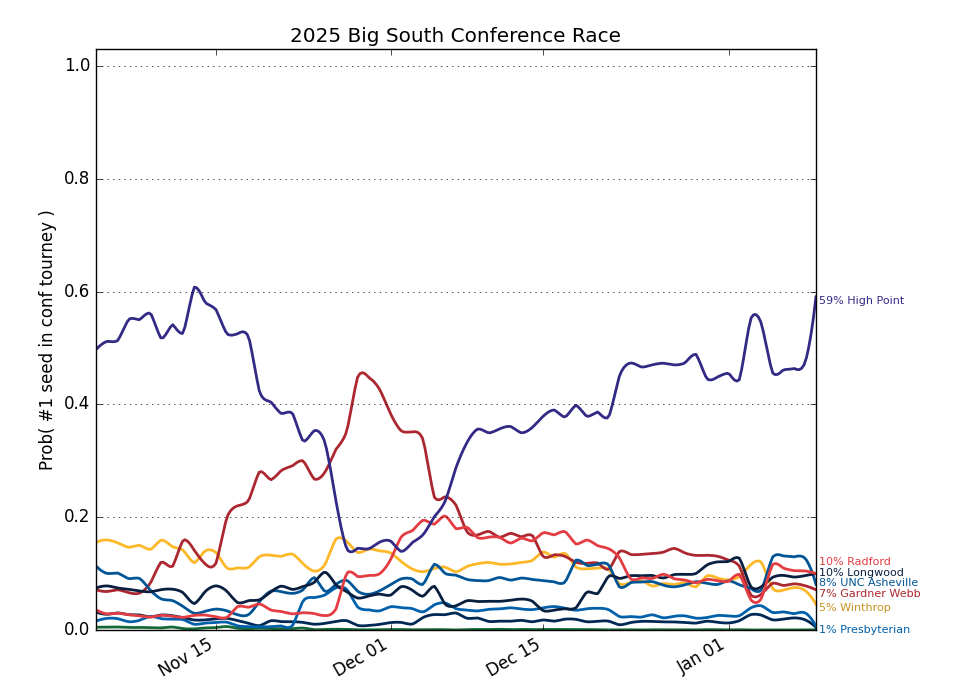 2025 Big South Conference Race
Prob( #1 seed in conf tourney )
1.0
0.8
0.6
0.4
0.2
0.0
Nov 15
Dec 01
Dec 15
Jan 01
59% High Point
10% Radford
10% Longwood
8% UNC Asheville
7% Gardner Webb
5% Winthrop
1% Presbyterian